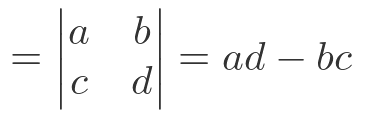 = | a b | = ad − bc
| c d |